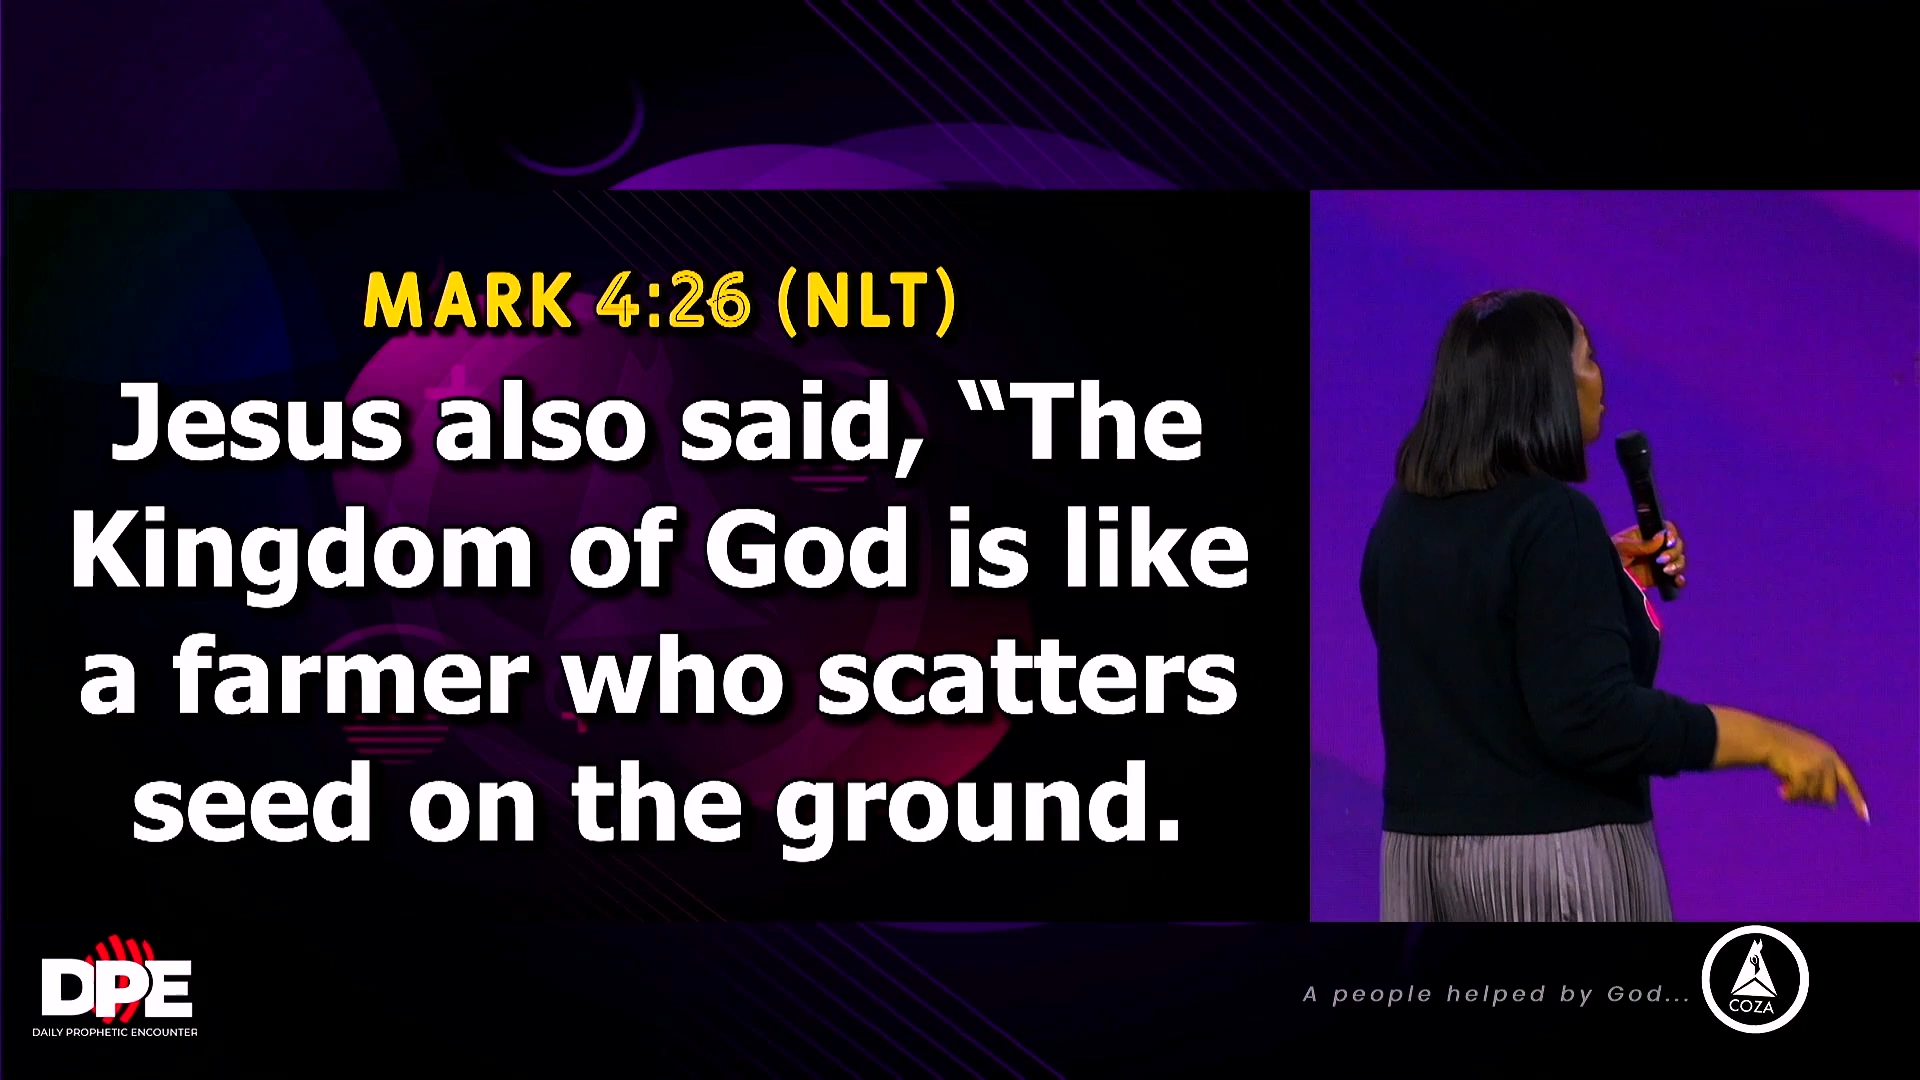 MARK 4:26 (NLT)
Jesus also said, “The
Kingdom of God is like
a farmer who scatters
seed on the ground.
DPE
DAILY PROPHETIC ENCOUNTER
A people helped by God...
COZA